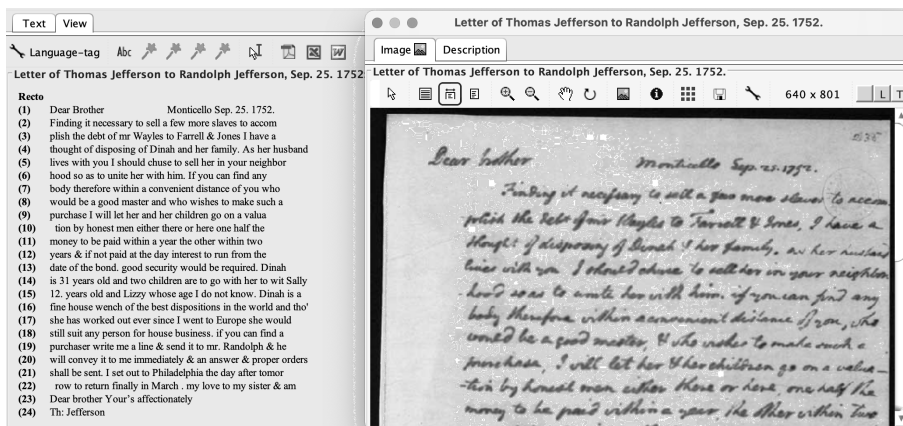 Text View
Language-tag Abc
Letter of Thomas Jefferson to Randolph Jefferson, Sep. 25. 1752
Recto
(1) Dear Brother Monticello Sep. 25. 1752.
(2) Finding it necessary to sell a few more slaves to accom
(3) plish the debt of mr Wayles to Farrell & Jones I have a
(4) thought of disposing of Dinah and her family. As her husband
(5) lives with you I should chuse to sell her in your neighbor
(6) hood so as to unite her with him. If you can find any
(7) body therefore within a convenient distance of you who
(8) would be a good master and who wishes to make such a
(9) purchase I will let her and her children go on a valua
(10) tion by honest men either there or here one half the
(11) money to be paid within a year the other within two
(12) years & if not paid at the day interest to run from the
(13) date of the bond. good security would be required. Dinah
(14) is 31 years old and two children are to go with her to wit Sally
(15) 12. years old and Lizzy whose age I do not know. Dinah is a
(16) fine house wench of the best dispositions in the world and tho'
(17) she has worked out ever since I went to Europe she would
(8) still suit any person for house business. if you can find a
(19) purchaser write me a line & send it to mr. Randolph & he
(20) will convey it to me immediately & an answer & proper orders
(21) shall be sent. I set out to Philadelphia the day after tomor
(22) row to return finally in March . my love to my sister & am
(23) Dear brother Your's affectionately
(24) Th: Jefferson
Letter of Thomas Jefferson to Randolph Jefferson, Sep. 25. 1752.
Image Description
Letter of Thomas Jefferson to Randolph Jefferson, Sep. 25. 1752.
640 x 801 L T
Dear brother Monticello Sep. 25. 1752.
Finding it necessary to sell a few more slaves to accom
plish the debt of mr Wayles to Farrell & Jones, I have a
thought of disposing of Dinah & her family. as her husband
lives with you I should chuse to sell her in your neighbor
-hood so as to unite her with him. if you can find any
body therefore within a convenient distance of you, who
would be a good master, & who wishes to make such a
purchase, I will let her & her children go on a valua-
-tion by honest men either there or here, one half the
money to be paid within a year, the other within two